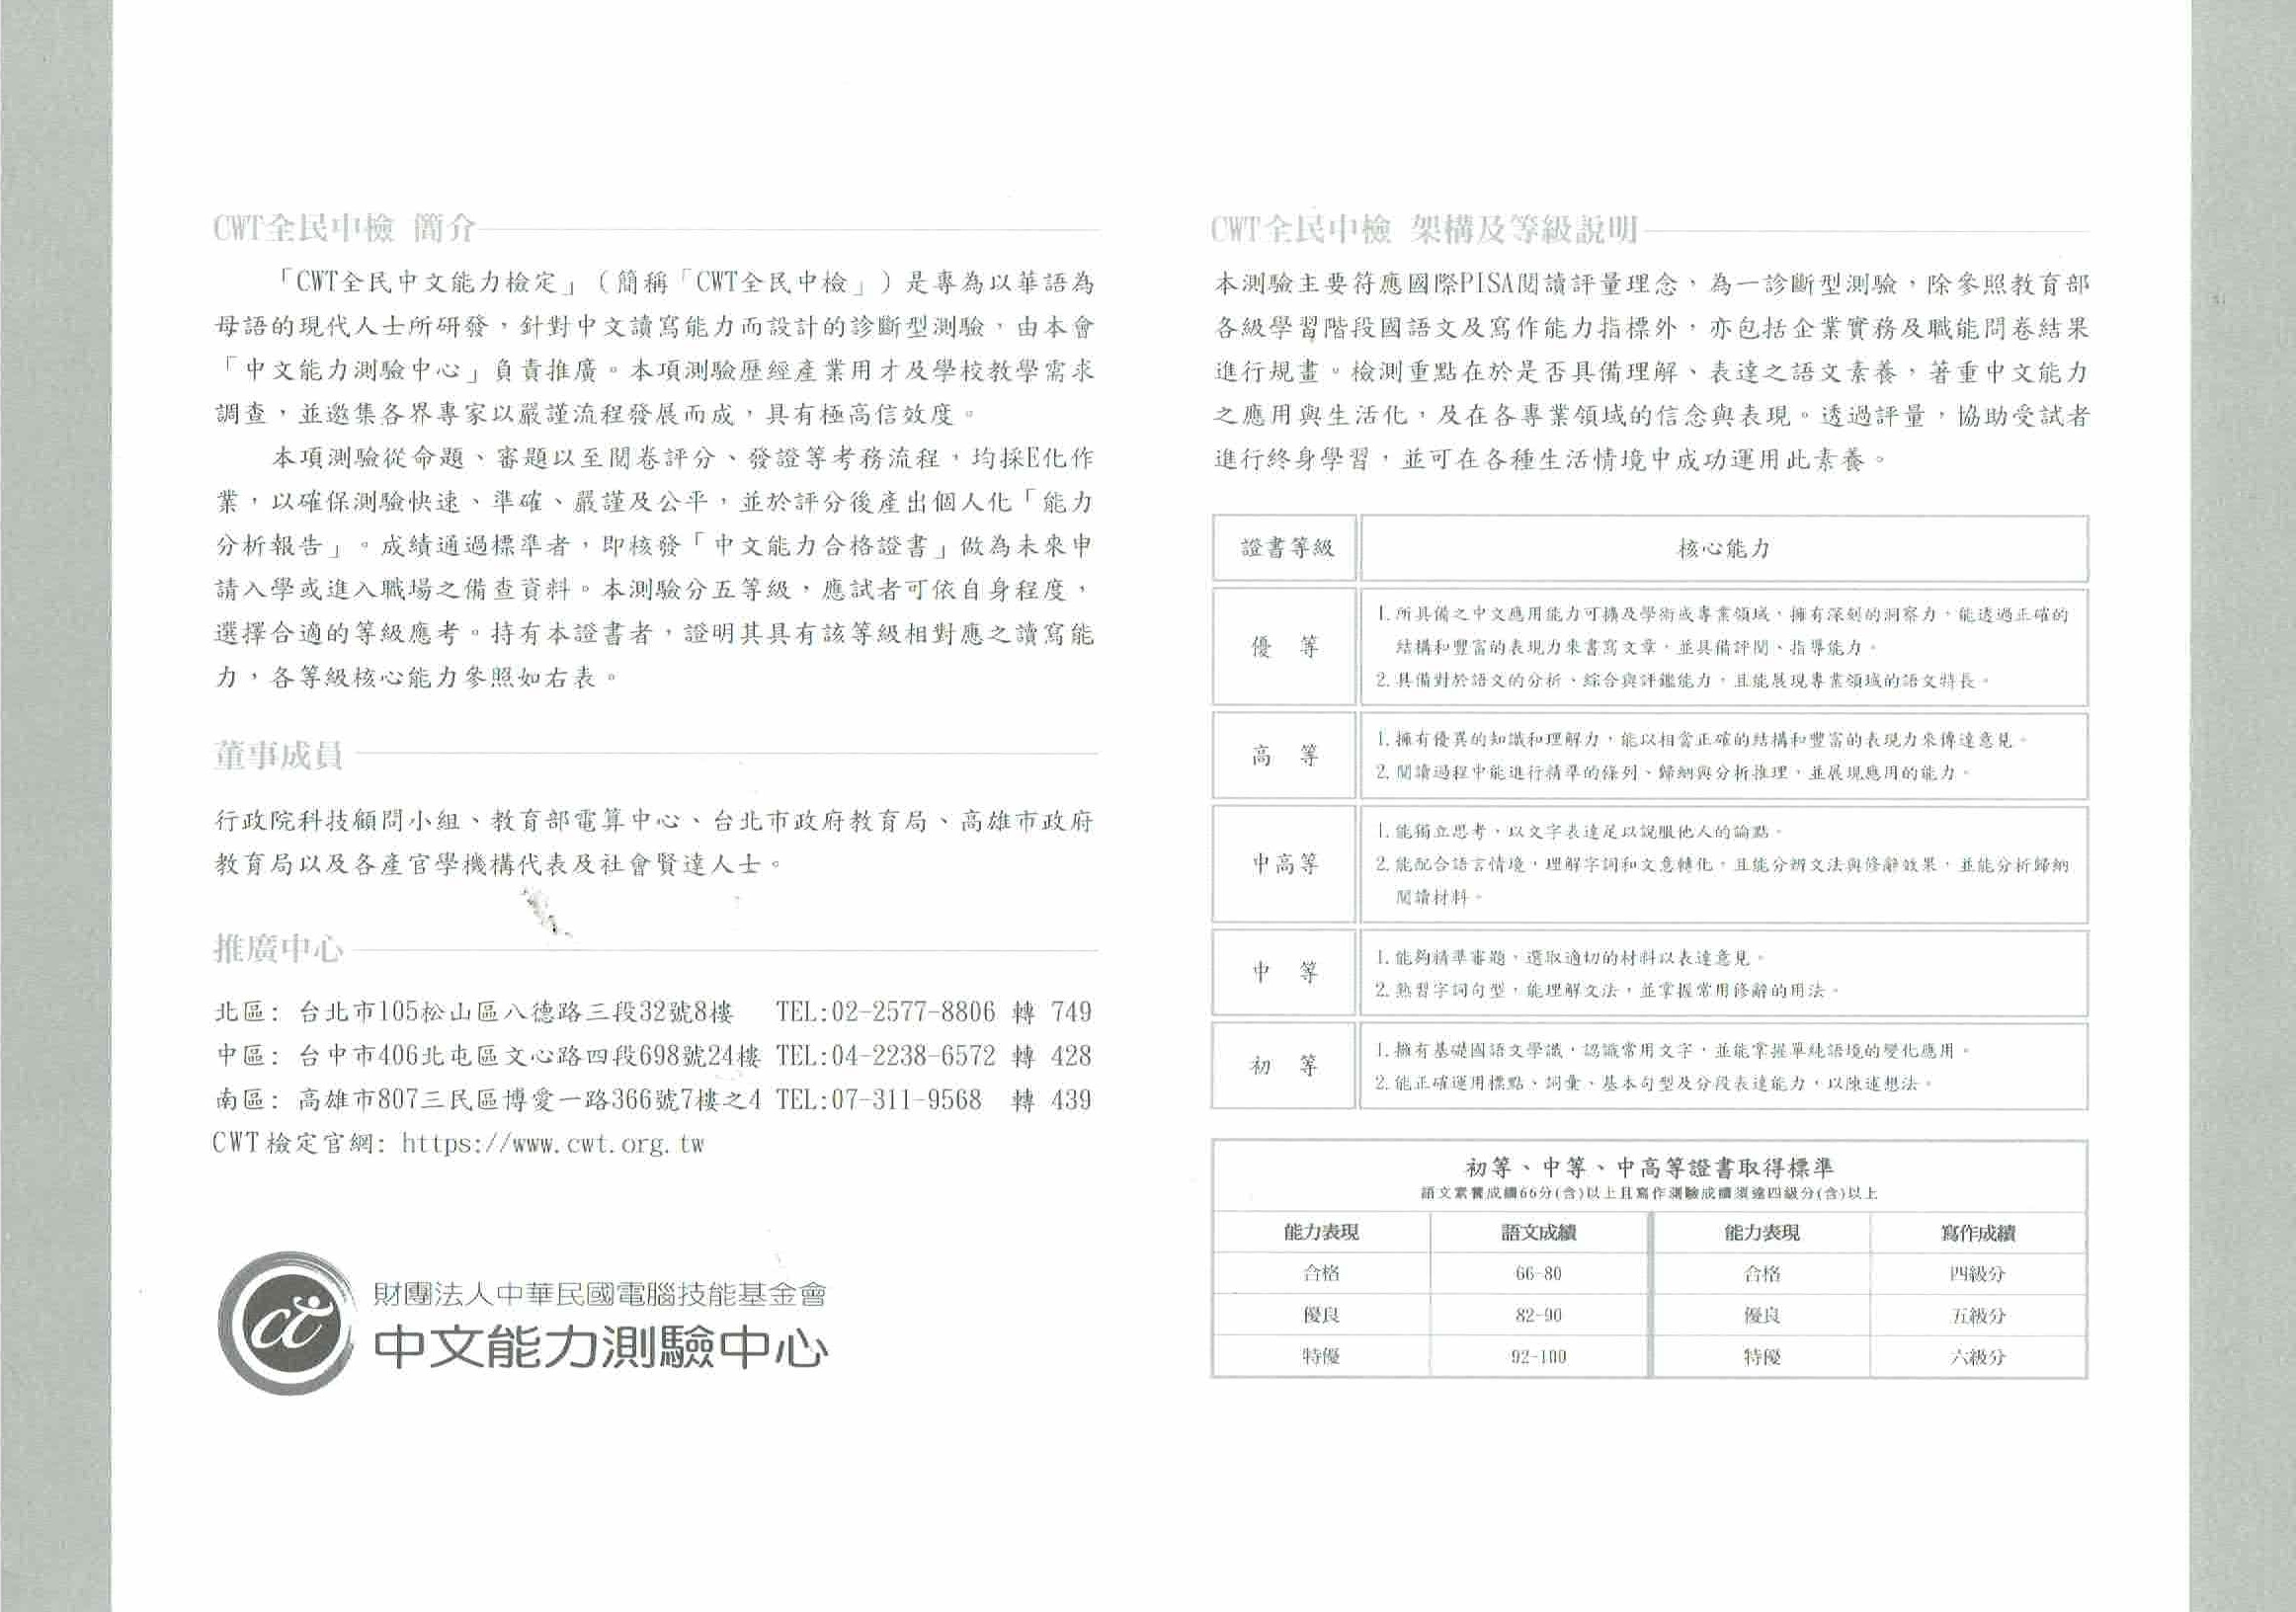 CWT全民中檢 簡介
「CWT全民中文能力檢定」（簡稱「CWT全民中檢」）是專為以華語為
母語的現代人士所研發，針對中文讀寫能力而設計的診斷型測驗，由本會
「中文能力測驗中心」負責推廣。本項測驗歷經產業用才及學校教學需求
調查，並邀集各界專家以嚴謹流程發展而成，具有極高信效度。
本項測驗從命題、審題以至閱卷評分、發證等考務流程，均採E化作
業，以確保測驗快速、準確、嚴謹及公平，並於評分後產出個人化「能力
分析報告」。成績通過標準者，即核發「中文能力合格證書」做為未來申
請入學或進入職場之備查資料。本測驗分五等級，應試者可依自身程度，
選擇合適的等級應考。持有本證書者，證明其具有該等級相對應之讀寫能
力，各等級核心能力參照如右表。
董事成員
行政院科技顧問小組、教育部電算中心、台北市政府教育局、高雄市政府
教育局以及各產官學機構代表及社會賢達人士。
推廣中心
北區: 台北市105松山區八德路三段32號8樓 TEL:02-2577-8806 轉 749
中區: 台中市406北屯區文心路四段698號24樓 TEL:04-2238-6572 轉 428
南區: 高雄市807三民區博愛一路366號7樓之4 TEL:07-311-9568 轉 439
CWT檢定官網: https://www.cwt.org.tw
財團法人中華民國電腦技能基金會
中文能力測驗中心
CWT全民中檢 架構及等級說明
本測驗主要符應國際PISA閱讀評量理念，為一診斷型測驗，除參照教育部
各級學習階段國語文及寫作能力指標外，亦包括企業實務及職能問卷結果
進行規畫。檢測重點在於是否具備理解、表達之語文素養，著重中文能力
之應用與生活化，及在各專業領域的信念與表現。透過評量，協助受試者
進行終身學習，並可在各種生活情境中成功運用此素養。
證書等級 核心能力
優 等
1.所具備之中文應用能力可擴及學術或專業領域，擁有深刻的洞察力，能透過正確的
結構和豐富的表現力來書寫文章，並具備評閱、指導能力。
2.具備對於語文的分析、綜合與評鑑能力，且能展現專業領域的語文特長。
高 等
1.擁有優異的知識和理解力，能以相當正確的結構和豐富的表現力來傳達意見。
2.閱讀過程中能進行精準的條列、歸納與分析推理，並展現應用的能力。
中高等
1.能獨立思考，以文字表達足以說服他人的論點。
2.能配合語言情境，理解字詞和文意轉化，且能分辨文法與修辭效果，並能分析歸納
閱讀材料。
中 等
1.能夠精準審題，選取適切的材料以表達意見。
2.熟習字詞句型，能理解文法，並掌握常用修辭的用法。
初 等
1.擁有基礎國語文學識，認識常用文字，並能掌握單純語境的變化應用。
2.能正確運用標點、詞彙、基本句型及分段表達能力，以陳述想法。
初等、中等、中高等證書取得標準
語文素養成績66分(含)以上且寫作測驗成績須達四級分(含)以上
能力表現 語文成績 能力表現 寫作成績
合格 66-80 合格 四級分
優良 82-90 優良 五級分
特優 92-100 特優 六級分